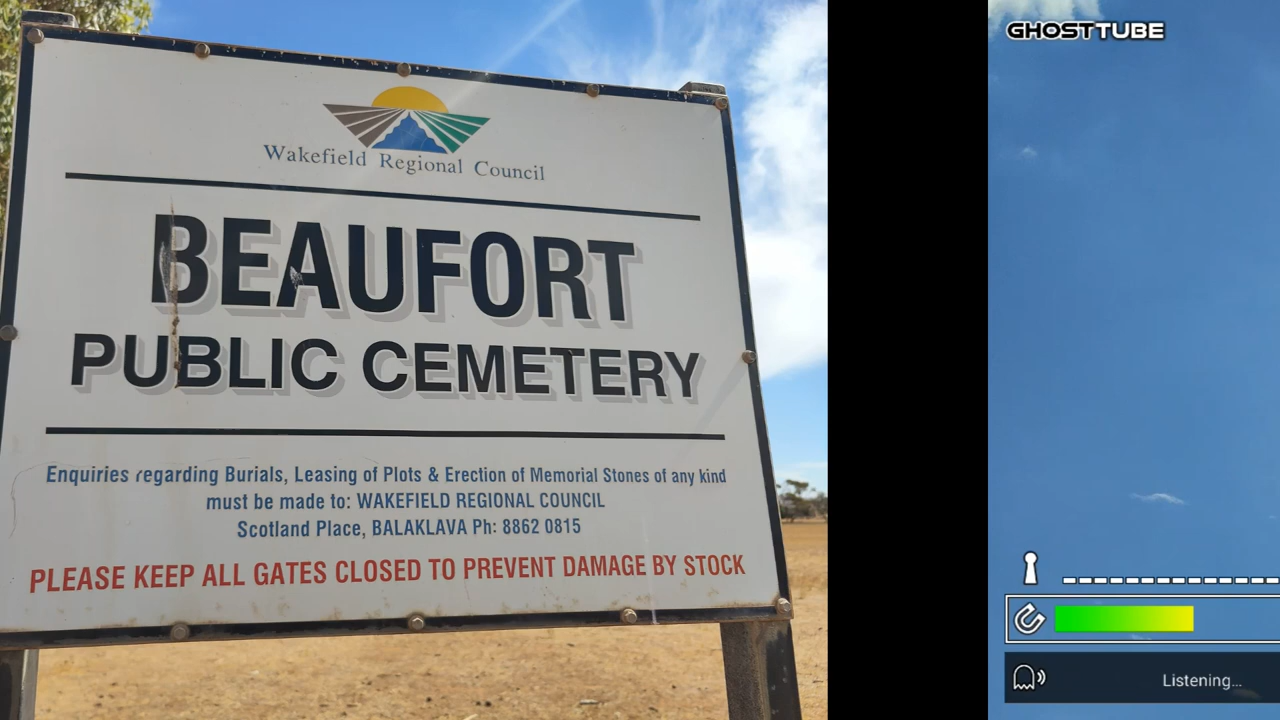 Wakefield Regional Council
BEAUFORT
PUBLIC CEMETERY
Enquiries regarding Burials, Leasing of Plots & Erection of Memorial Stones of any kind
must be made to: WAKEFIELD REGIONAL COUNCIL
Scotland Place, BALAKLAVA Ph: 8862 0815
PLEASE KEEP ALL GATES CLOSED TO PREVENT DAMAGE BY STOCK
GHOSTTUBE
Listening...